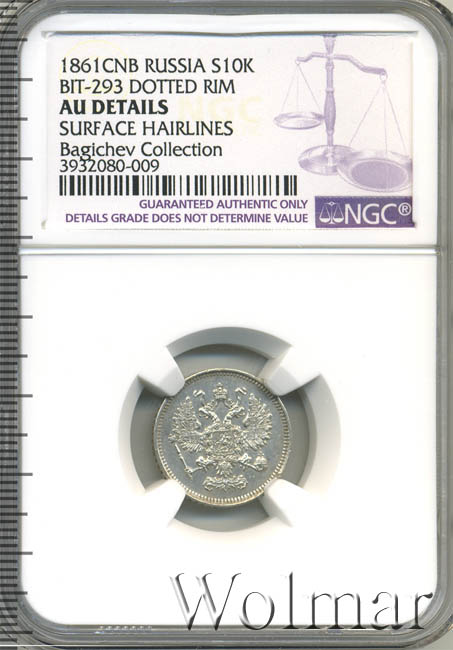 1861CNB RUSSIA S10K
BIT-293 DOTTED RIM
AU DETAILS
SURFACE HAIRLINES
Bagichev Collection
3932080-009
GUARANTEED AUTHENTIC ONLY
DETAILS GRADE DOES NOT DETERMINE VALUE
NGC®
Wolmar